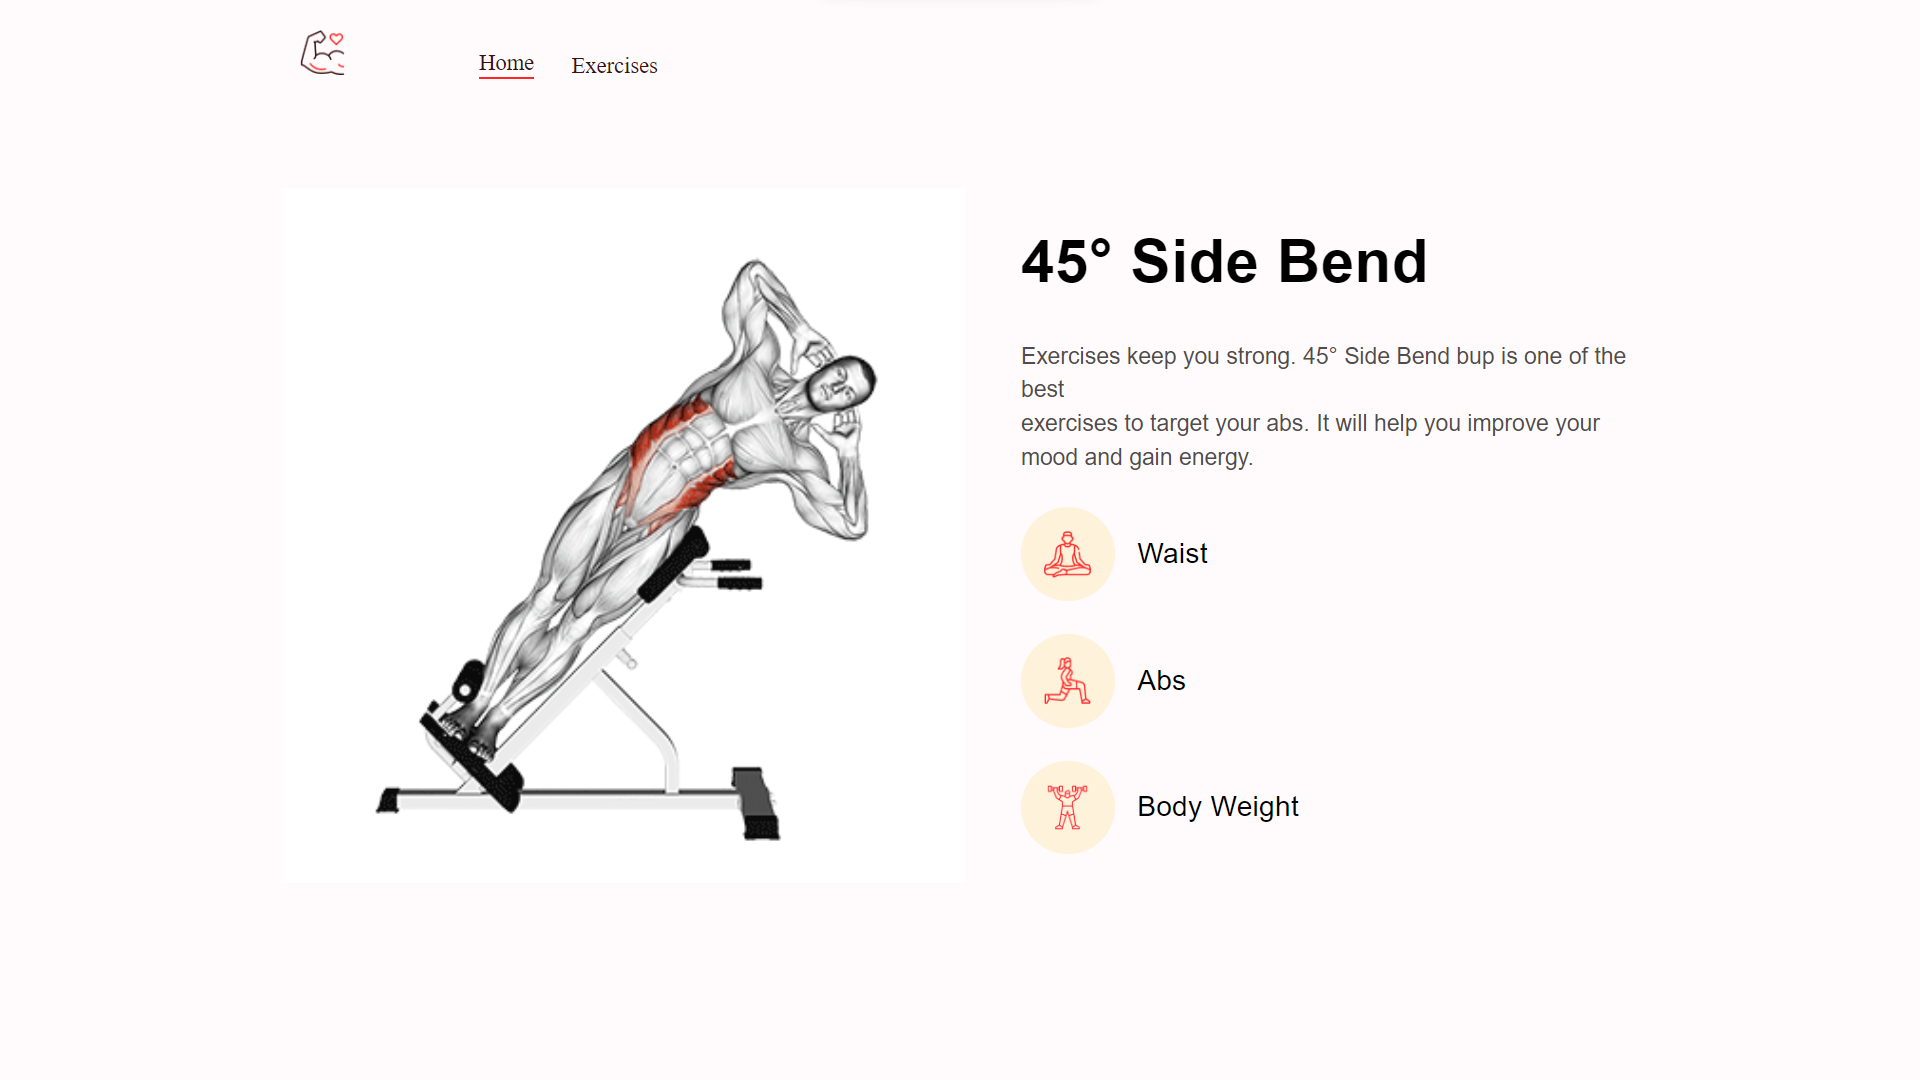 Home
Exercises
45° Side Bend
Exercises keep you strong. 45° Side Bend bup is one of the
best
exercises to target your abs. It will help you improve your
mood and gain energy.
Waist
Abs
Body Weight